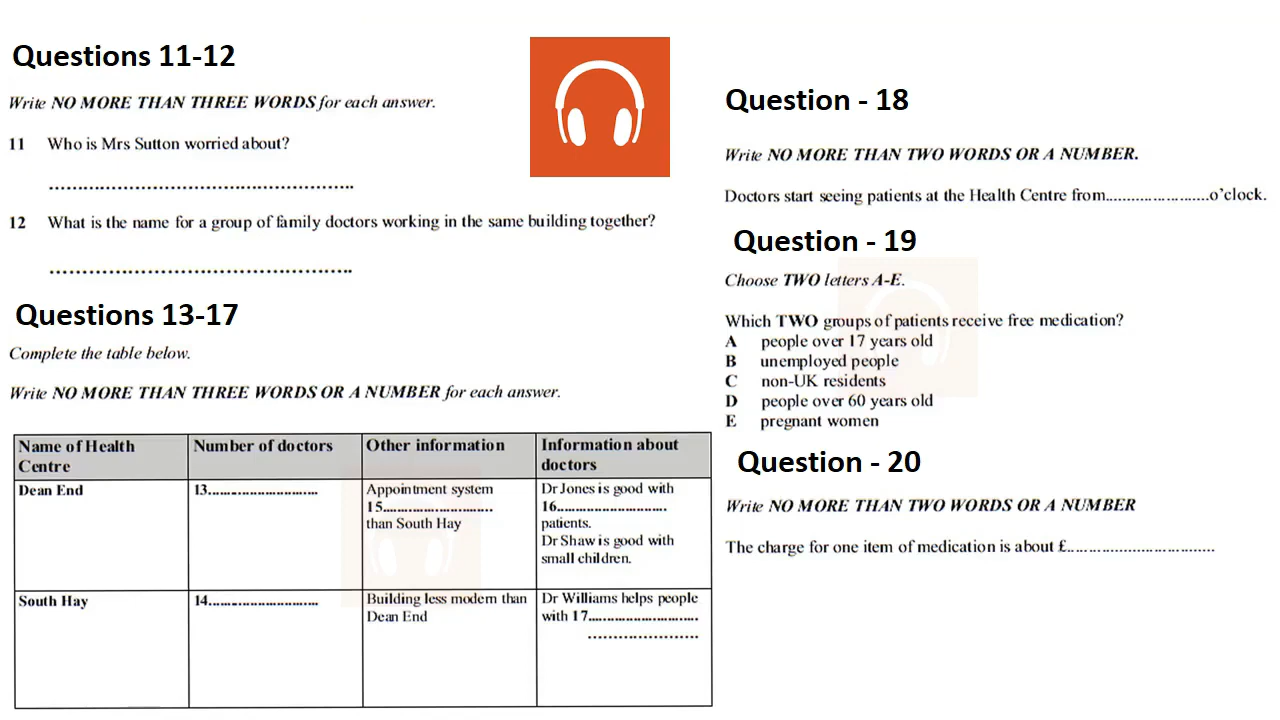 Questions 11-12
Write NO MORE THAN THREE WORDS for each answer.
11 Who is Mrs Sutton worried about?
..................................................
12 What is the name for a group of family doctors working in the same building together?
..................................................
Questions 13-17
Complete the table below.
Write NO MORE THAN THREE WORDS OR A NUMBER for each answer.
Name of Health Centre
Number of doctors
Other information
Information about doctors
Dean End
13............................
Appointment system
15............................
than South Hay
Dr Jones is good with
16............................
patients.
Dr Shaw is good with
small children.
South Hay
14............................
Building less modern than
Dean End
Dr Williams helps people
with 17............................
............................
Question - 18
Write NO MORE THAN TWO WORDS OR A NUMBER.
Doctors start seeing patients at the Health Centre from.........................o'clock.
Question - 19
Choose TWO letters A-E.
Which TWO groups of patients receive free medication?
A people over 17 years old
B unemployed people
C non-UK residents
D people over 60 years old
E pregnant women
Question - 20
Write NO MORE THAN TWO WORDS OR A NUMBER
The charge for one item of medication is about £...................................